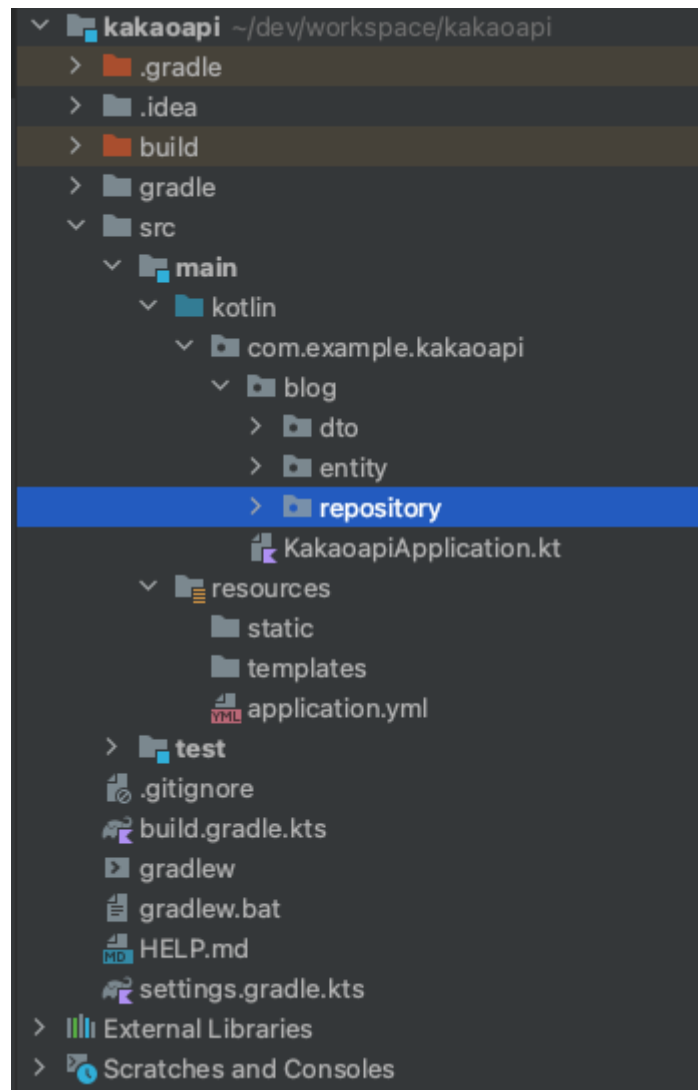 kakaoapi ~/dev/workspace/kakaoapi
.gradle
.idea
build
gradle
src
main
kotlin
com.example.kakaoapi
blog
dto
entity
repository
KakaoapiApplication.kt
resources
static
templates
YML application.yml
test
.gitignore
build.gradle.kts
gradlew
gradlew.bat
MD HELP.md
settings.gradle.kts
External Libraries
Scratches and Consoles